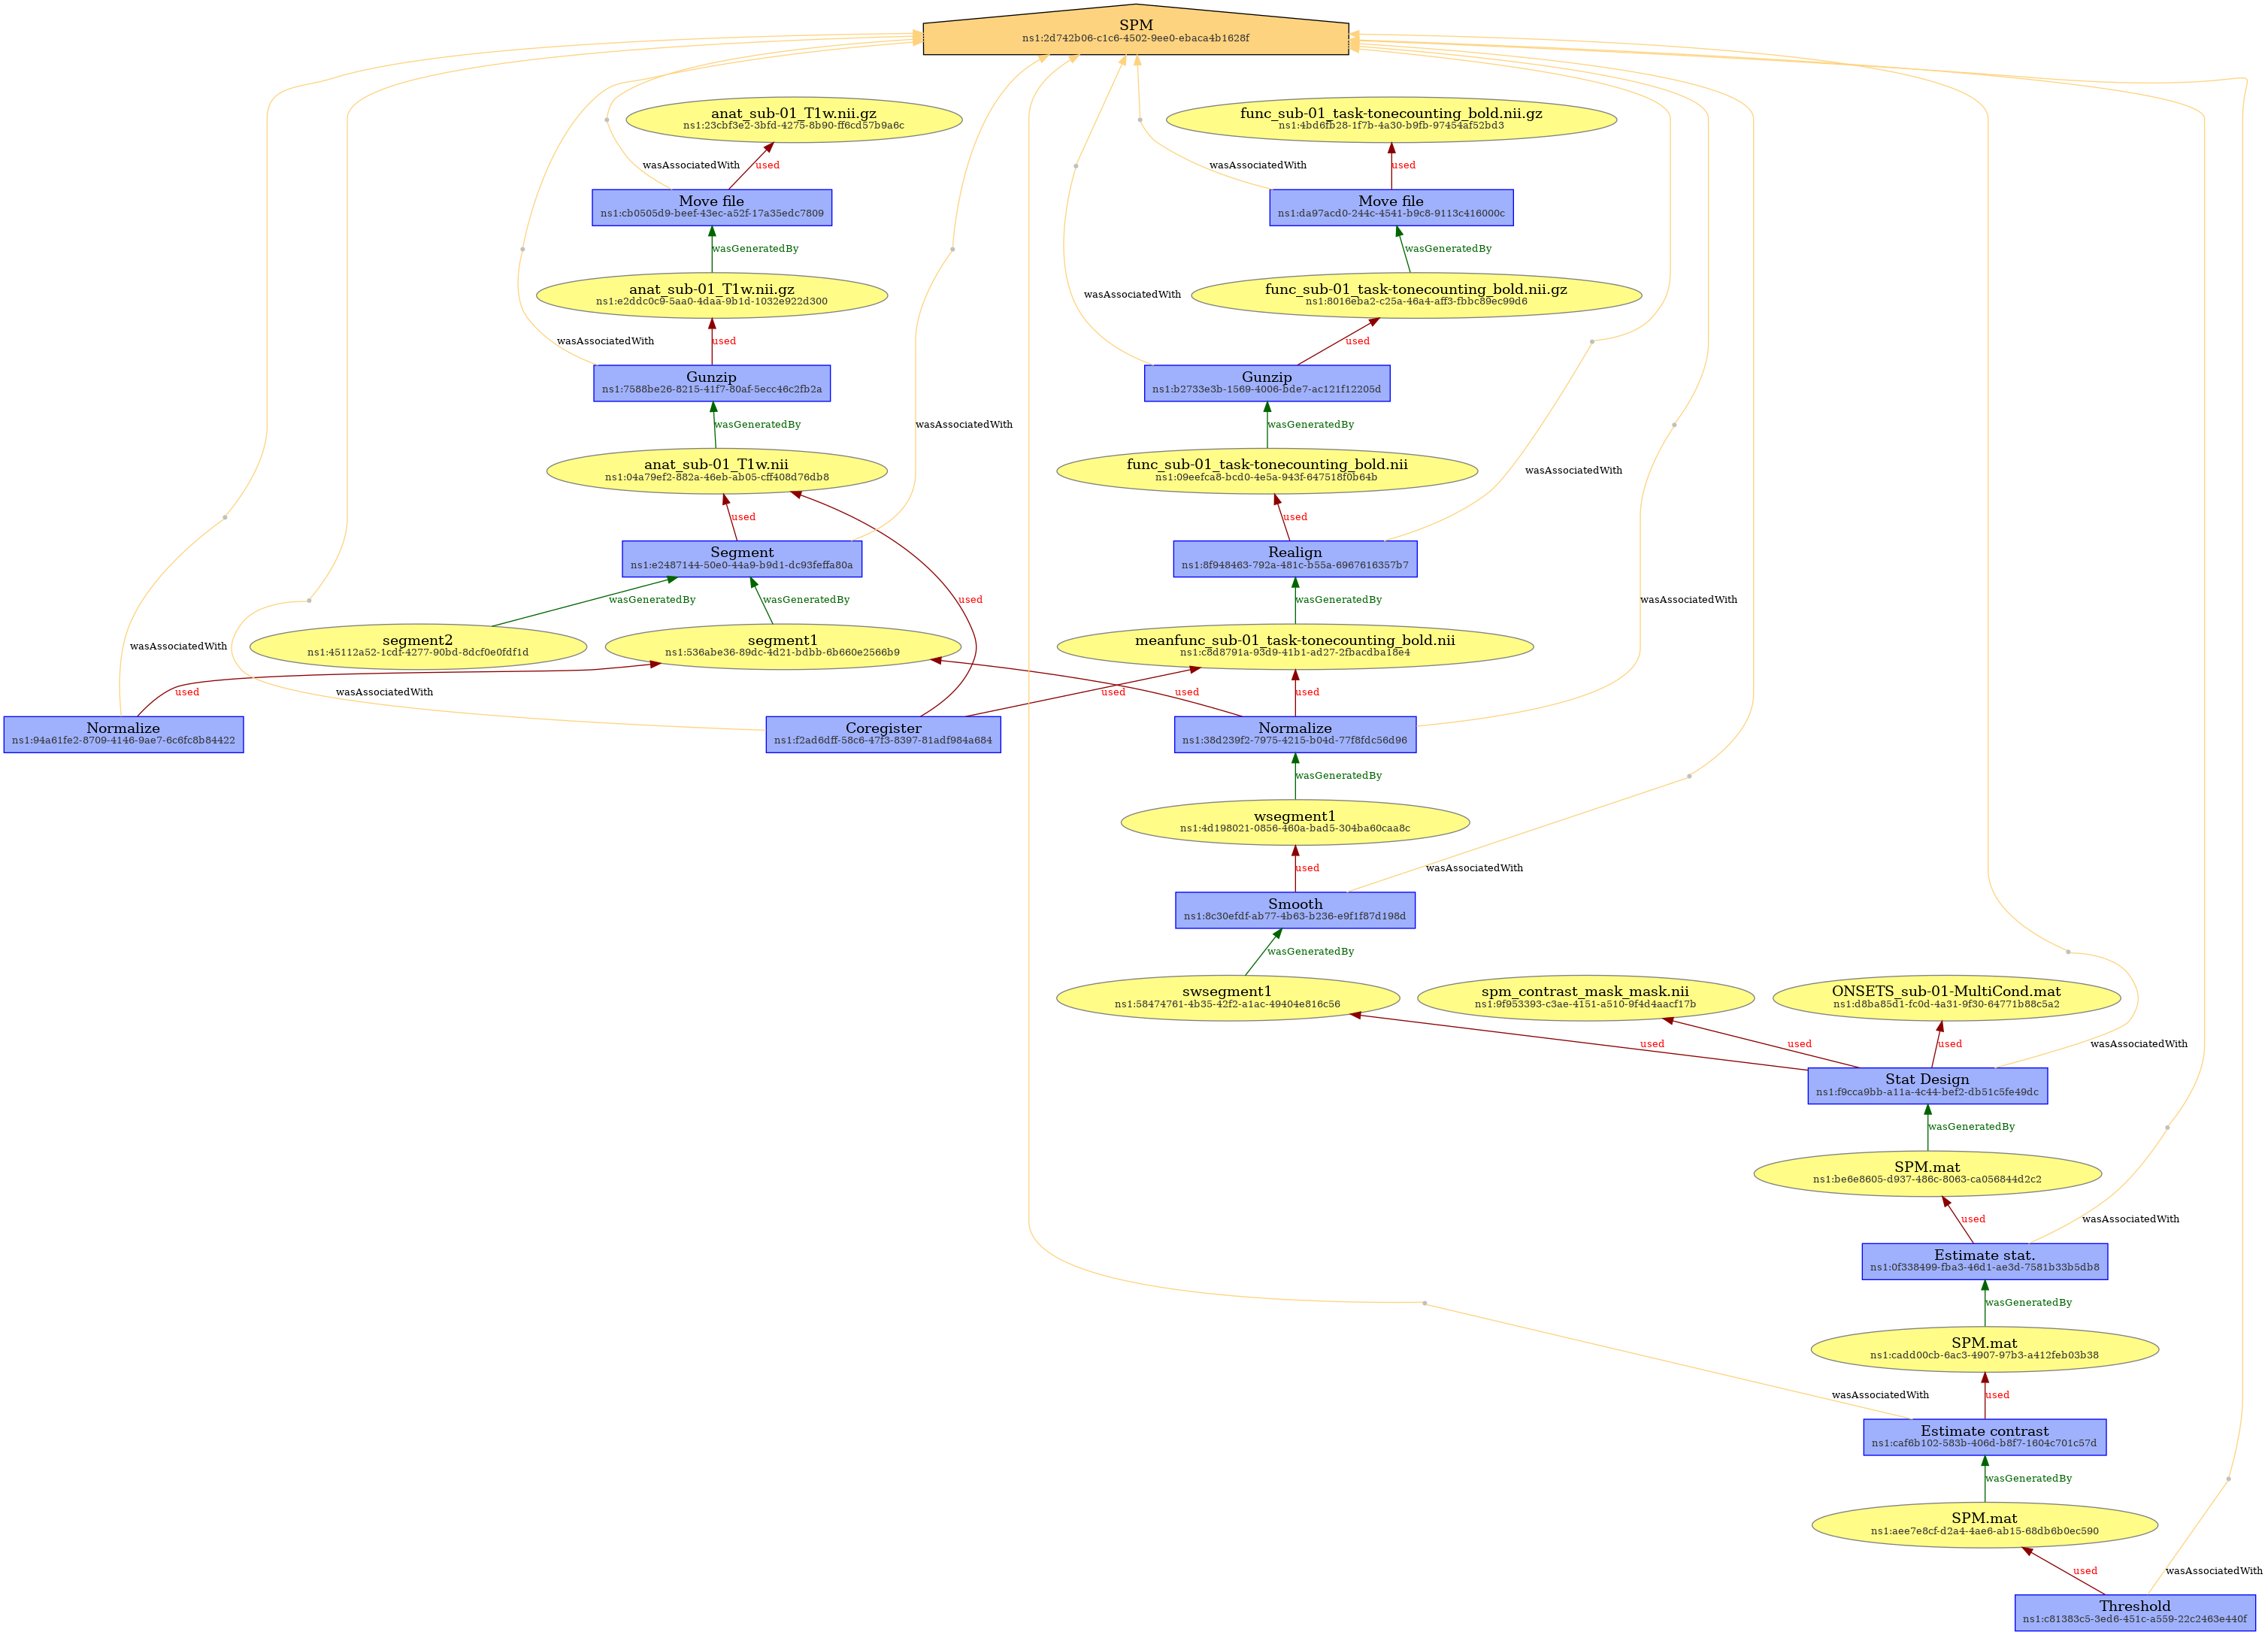 SPM
ns1:2d742b06-c1c6-4502-9ee0-ebaca4b1628f
anat_sub-01_T1w.nii.gz
ns1:23cbf3e2-3bfd-4275-8b90-ff6cd57b9a6c
func_sub-01_task-tonecounting_bold.nii.gz
ns1:4bd6fb28-1f7b-4a30-b9fb-97454af52bd3
wasAssociatedWith
used
wasAssociatedWith
used
Move file
ns1:cb0505d9-beef-43ec-a52f-17a35edc7809
Move file
ns1:da97acd0-244c-4541-b9c8-9113c416000c
wasGeneratedBy
wasGeneratedBy
anat_sub-01_T1w.nii.gz
ns1:e2ddc0c9-5aa0-4daa-9b1d-1032e922d300
wasAssociatedWith
func_sub-01_task-tonecounting_bold.nii.gz
ns1:8016eba2-c25a-46a4-aff3-fbbc89ec99d6
wasAssociatedWith
used
used
Gunzip
ns1:7588be26-8215-41f7-80af-5ecc46c2fb2a
Gunzip
ns1:b2733e3b-1569-4006-bde7-ac121f12205d
wasGeneratedBy
wasAssociatedWith
wasGeneratedBy
anat_sub-01_T1w.nii
ns1:04a79ef2-882a-46eb-ab05-cff408d76db8
func_sub-01_task-tonecounting_bold.nii
ns1:09eefca8-bcd0-4e5a-943f-647518f0b64b
wasAssociatedWith
used
used
Segment
ns1:e2487144-50e0-44a9-b9d1-dc93feffa80a
Realign
ns1:8f948463-792a-481c-b55a-6967616357b7
wasGeneratedBy
wasGeneratedBy
used
wasGeneratedBy
wasAssociatedWith
wasAssociatedWith
segment2
ns1:45112a52-1cdf-4277-90bd-8dcf0e0fdf1d
segment1
ns1:536abe36-89dc-4d21-bdbb-6b660e2566b9
meanfunc_sub-01_task-tonecounting_bold.nii
ns1:c8d8791a-93d9-41b1-ad27-2fbacdba18e4
used
wasAssociatedWith
used
used
used
Normalize
ns1:94a61fe2-8709-4146-9ae7-6c6fc8b84422
Coregister
ns1:f2ad6dff-58c6-47f3-8397-81adf984a684
Normalize
ns1:38d239f2-7975-4215-b04d-77f8fdc56d96
wasGeneratedBy
wsegment1
ns1:4d198021-0856-460a-bad5-304ba60caa8c
used
wasAssociatedWith
Smooth
ns1:8c30efdf-ab77-4b63-b236-e9f1f87d198d
wasGeneratedBy
swsegment1
ns1:58474761-4b35-42f2-a1ac-49404e816c56
spm_contrast_mask_mask.nii
ns1:9f953393-c3ae-4151-a510-9f4d4aacf17b
ONSETS_sub-01-MultiCond.mat
ns1:d8ba85d1-fc0d-4a31-9f30-64771b88c5a2
used
used
used
wasAssociatedWith
Stat Design
ns1:f9cca9bb-a11a-4c44-bef2-db51c5fe49dc
wasGeneratedBy
SPM.mat
ns1:be6e8605-d937-486c-8063-ca056844d2c2
used
wasAssociatedWith
Estimate stat.
ns1:0f338499-fba3-46d1-ae3d-7581b33b5db8
wasGeneratedBy
SPM.mat
ns1:cadd00cb-6ac3-4907-97b3-a412feb03b38
wasAssociatedWith
used
Estimate contrast
ns1:caf6b102-583b-406d-b8f7-1604c701c57d
wasGeneratedBy
SPM.mat
ns1:aee7e8cf-d2a4-4ae6-ab15-68db6b0ec590
used
wasAssociatedWith
Threshold
ns1:c81383c5-3ed6-451c-a559-22c2463e440f